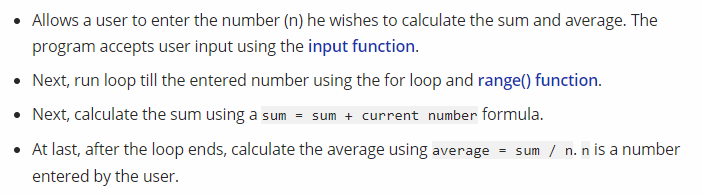 • Allows a user to enter the number (n) he wishes to calculate the sum and average. The
program accepts user input using the input function.
• Next, run loop till the entered number using the for loop and range() function.
• Next, calculate the sum using a sum = sum + current number formula.
• At last, after the loop ends, calculate the average using average = sum / n. n is a number
entered by the user.